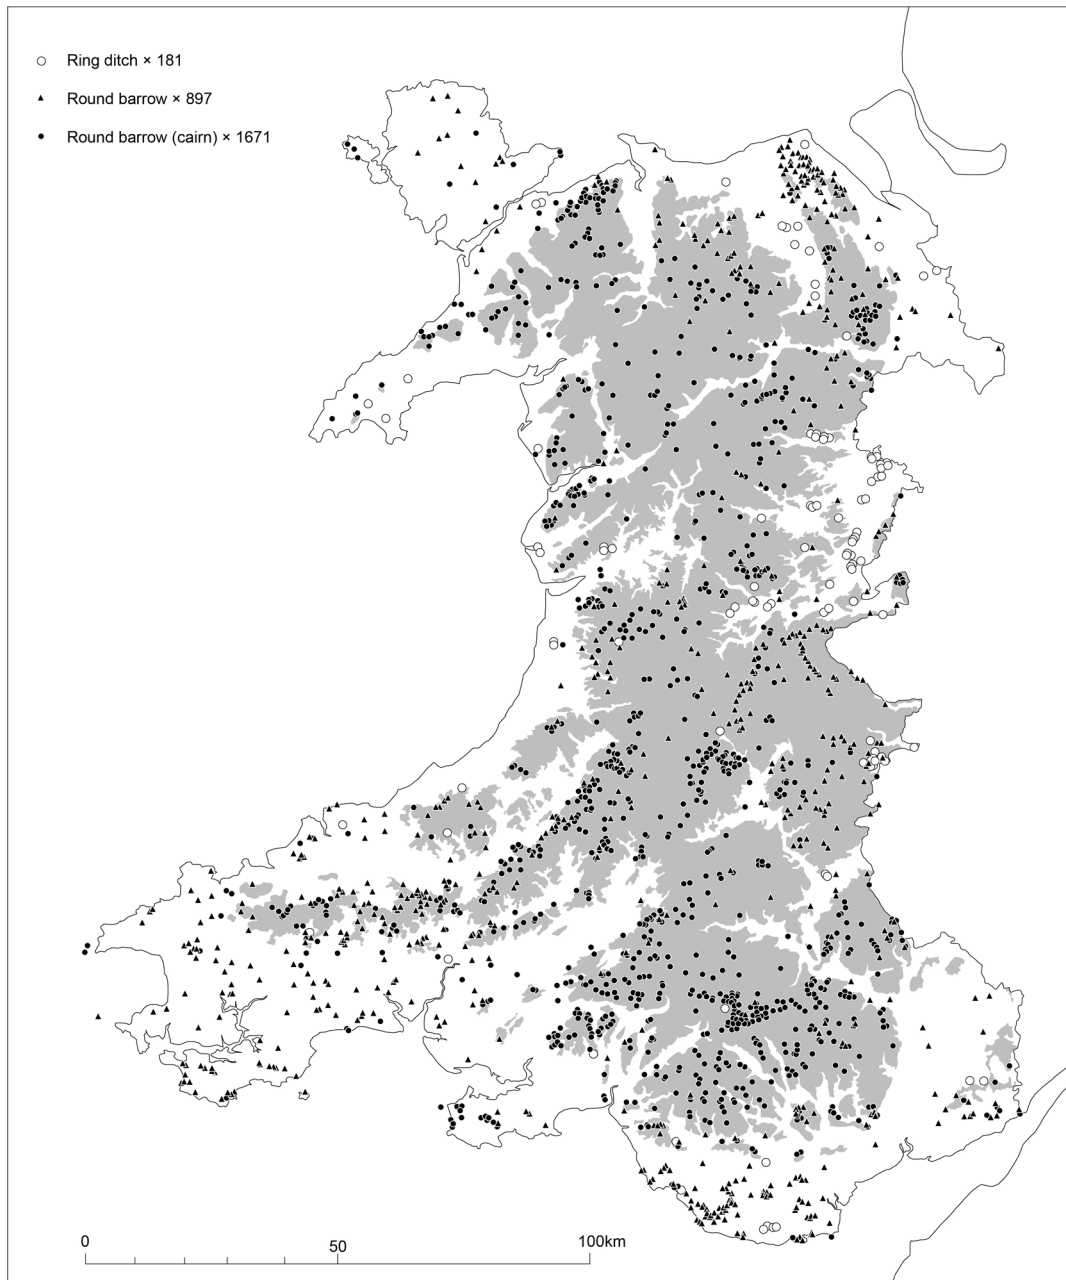 Ring ditch × 181
Round barrow × 897
Round barrow (cairn) × 1671
0 50 100km